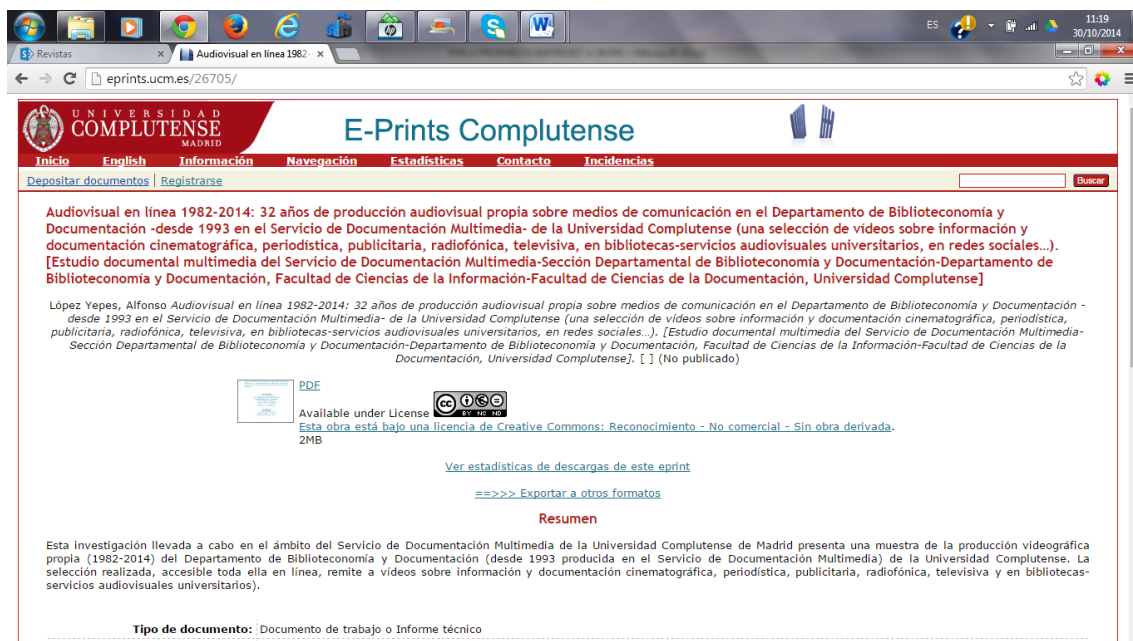 ES
11:19
30/10/2014
Revistas
Audiovisual en línea 1982-
eprints.ucm.es/26705/
UNIVERSIDAD
COMPLUTENSE
MADRID
E-Prints Complutense
Inicio English Información Navegación Estadísticas Contacto Incidencias
Depositar documentos | Registrarse
Buscar
Audiovisual en línea 1982-2014: 32 años de producción audiovisual propia sobre medios de comunicación en el Departamento de Biblioteconomía y
Documentación -desde 1993 en el Servicio de Documentación Multimedia- de la Universidad Complutense (una selección de vídeos sobre información y
documentación cinematográfica, periodística, publicitaria, radiofónica, televisiva, en bibliotecas-servicios audiovisuales universitarios, en redes sociales...).
[Estudio documental multimedia del Servicio de Documentación Multimedia-Sección Departamental de Biblioteconomía y Documentación-Departamento de
Biblioteconomía y Documentación, Facultad de Ciencias de la Información-Facultad de Ciencias de la Documentación, Universidad Complutense]
López Yepes, Alfonso Audiovisual en línea 1982-2014: 32 años de producción audiovisual propia sobre medios de comunicación en el Departamento de Biblioteconomía y Documentación -
desde 1993 en el Servicio de Documentación Multimedia- de la Universidad Complutense (una selección de vídeos sobre información y documentación cinematográfica, periodística,
publicitaria, radiofónica, televisiva, en bibliotecas-servicios audiovisuales universitarios, en redes sociales...). [Estudio documental multimedia del Servicio de Documentación Multimedia-
Sección Departamental de Biblioteconomía y Documentación-Departamento de Biblioteconomía y Documentación, Facultad de Ciencias de la Información-Facultad de Ciencias de la
Documentación, Universidad Complutense]. [ ] (No publicado)
PDF
Available under License cc BY NC ND
Esta obra está bajo una licencia de Creative Commons: Reconocimiento - No comercial - Sin obra derivada.
2MB
Ver estadísticas de descargas de este eprint
==>>> Exportar a otros formatos
Resumen
Esta investigación llevada a cabo en el ámbito del Servicio de Documentación Multimedia de la Universidad Complutense de Madrid presenta una muestra de la producción videográfica
propia (1982-2014) del Departamento de Biblioteconomía y Documentación (desde 1993 producida en el Servicio de Documentación Multimedia) de la Universidad Complutense. La
selección realizada, accesible toda ella en línea, remite a vídeos sobre información y documentación cinematográfica, periodística, publicitaria, radiofónica, televisiva y en bibliotecas-
servicios audiovisuales universitarios).
Tipo de documento: Documento de trabajo o Informe técnico